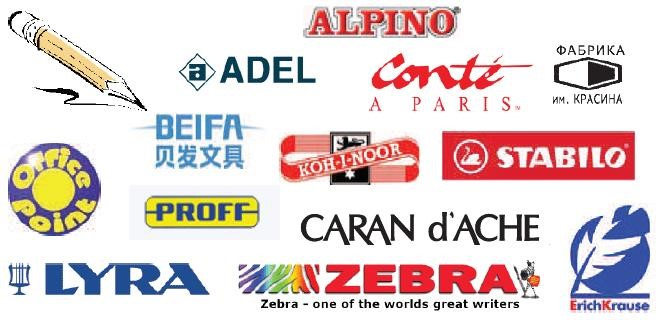 ALPINO
a ADEL
Conté
A PARIS
TM
ФАБРИКА
им. КРАСИНА
BEIFA
贝发文具
KOH-I-NOOR
STABILO
Office
Point
PROFF
CARAN d'ACHE
LYRA
ZEBRA
Zebra - one of the worlds great writers
ErichKrause